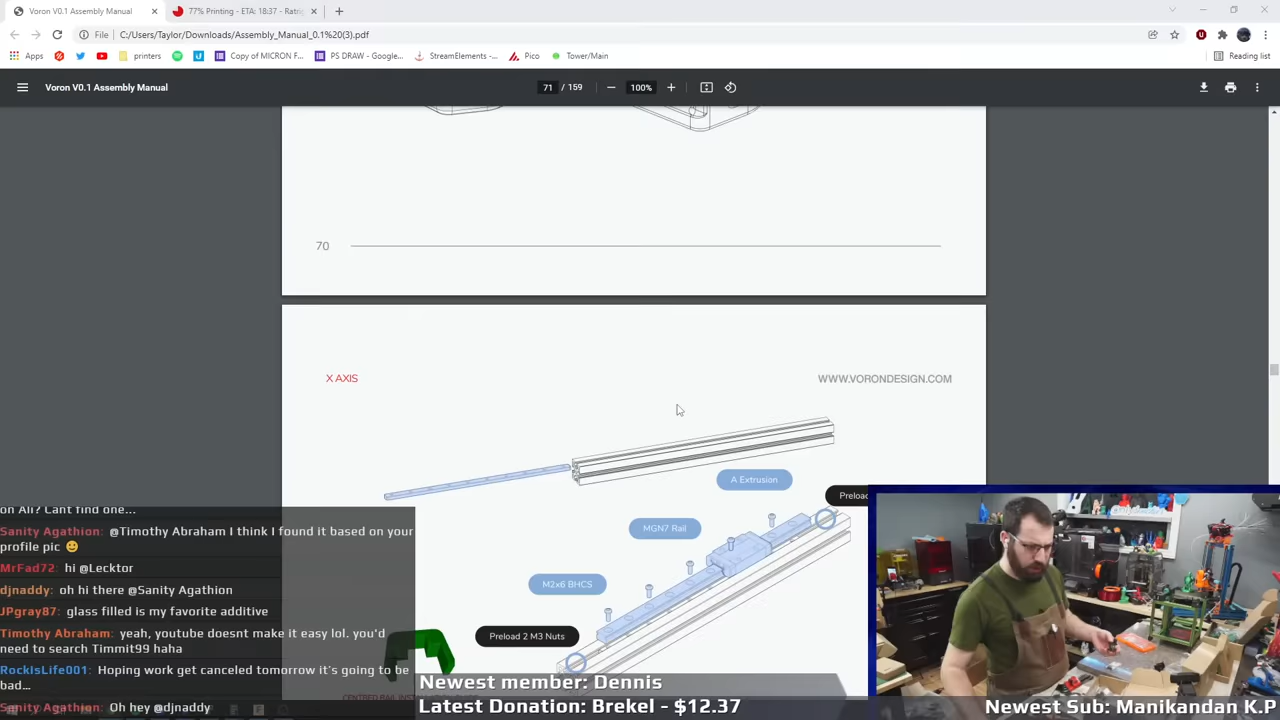 Voron V0.1 Assembly Manual
77% Printing - ETA: 18:37 - Ratrig
File
C:/Users/Taylor/Downloads/Assembly_Manual_0.1%20(3).pdf
Apps
printers
Copy of MICRON F...
PS DRAW - Google...
StreamElements -...
Pico
Tower/Main
Reading list
Voron V0.1 Assembly Manual
71 / 159
100%
70
X AXIS
WWW.VORONDESIGN.COM
A Extrusion
Preload
MGN7 Rail
M2x6 BHCS
Preload 2 M3 Nuts
on Ali? Cant find one...
Sanity Agathion: @Timothy Abraham I think I found it based on your
profile pic
MrFad72: hi @Lecktor
djnaddy: oh hi there @Sanity Agathion
JPgray87: glass filled is my favorite additive
Timothy Abraham: yeah, youtube doesnt make it easy lol. you'd
need to search Timmit99 haha
RockIsLife001: Hoping work get canceled tomorrow it's going to be
bad...
Sanity Agathion: Oh hey @djnaddy
Newest member: Dennis
Latest Donation: Brekel - $12.37
Newest Sub: Manikandan K.P